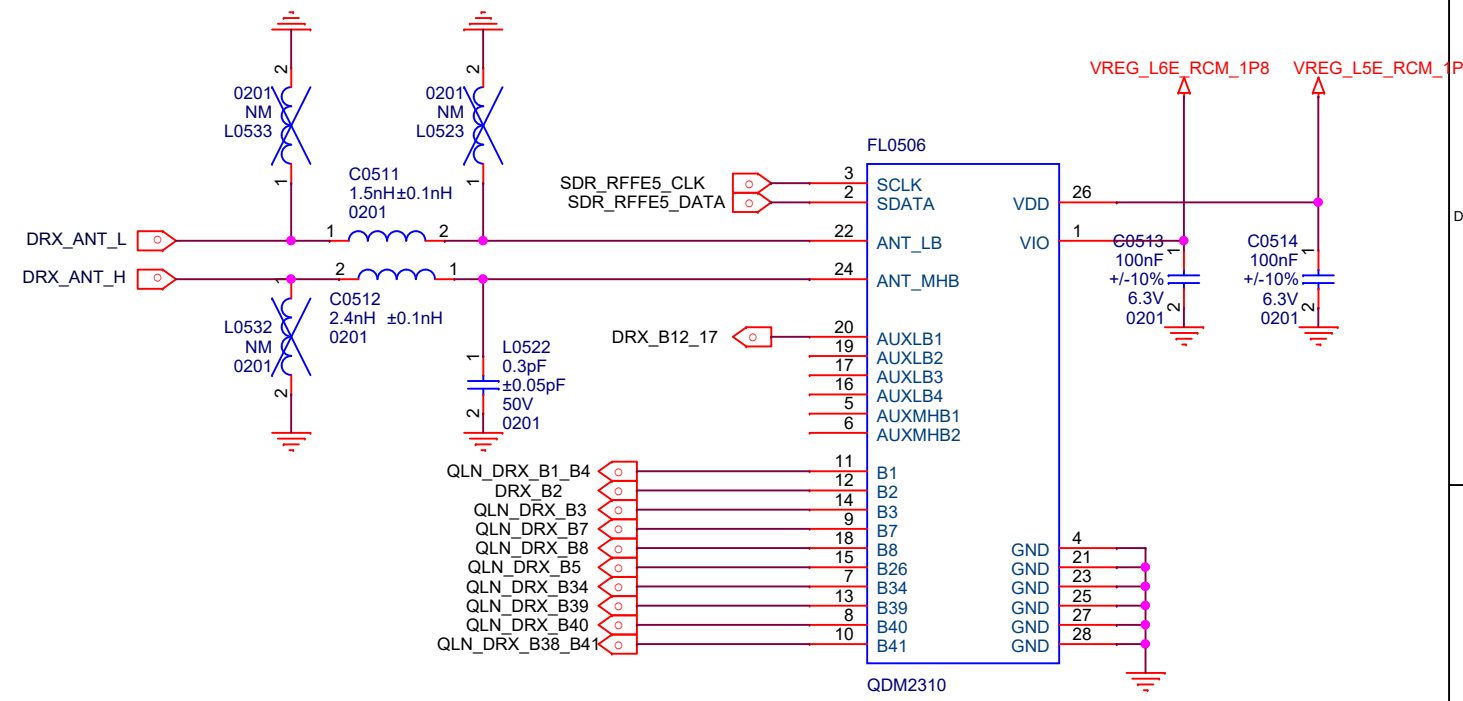 VREG_L6E_RCM_1P8
VREG_L5E_RCM_1P
2
0201
NM
L0533
1
2
0201
NM
L0523
1
C0511
1.5nH±0.1nH
0201
1
2
DRX_ANT_L
DRX_ANT_H
2
1
C0512
2.4nH ±0.1nH
0201
1
L0532
NM
0201
2
1
L0522
0.3pF
±0.05pF
50V
0201
2
SDR_RFFE5_CLK
SDR_RFFE5_DATA
DRX_B12_17
QLN_DRX_B1_B4
DRX_B2
QLN_DRX_B3
QLN_DRX_B7
QLN_DRX_B8
QLN_DRX_B5
QLN_DRX_B34
QLN_DRX_B39
QLN_DRX_B40
QLN_DRX_B38_B41
FL0506
3 SCLK
2 SDATA
22 ANT_LB
24 ANT_MHB
20 AUXLB1
19 AUXLB2
17 AUXLB3
16 AUXLB4
5 AUXMHB1
6 AUXMHB2
11 B1
12 B2
14 B3
9 B7
18 B8
15 B26
7 B34
13 B39
8 B40
10 B41
VDD 26
VIO 1
GND 4
GND 21
GND 23
GND 25
GND 27
GND 28
QDM2310
C0513
1
100nF
+/-10%
6.3V
2
0201
C0514
1
100nF
+/-10%
6.3V
2
0201
D